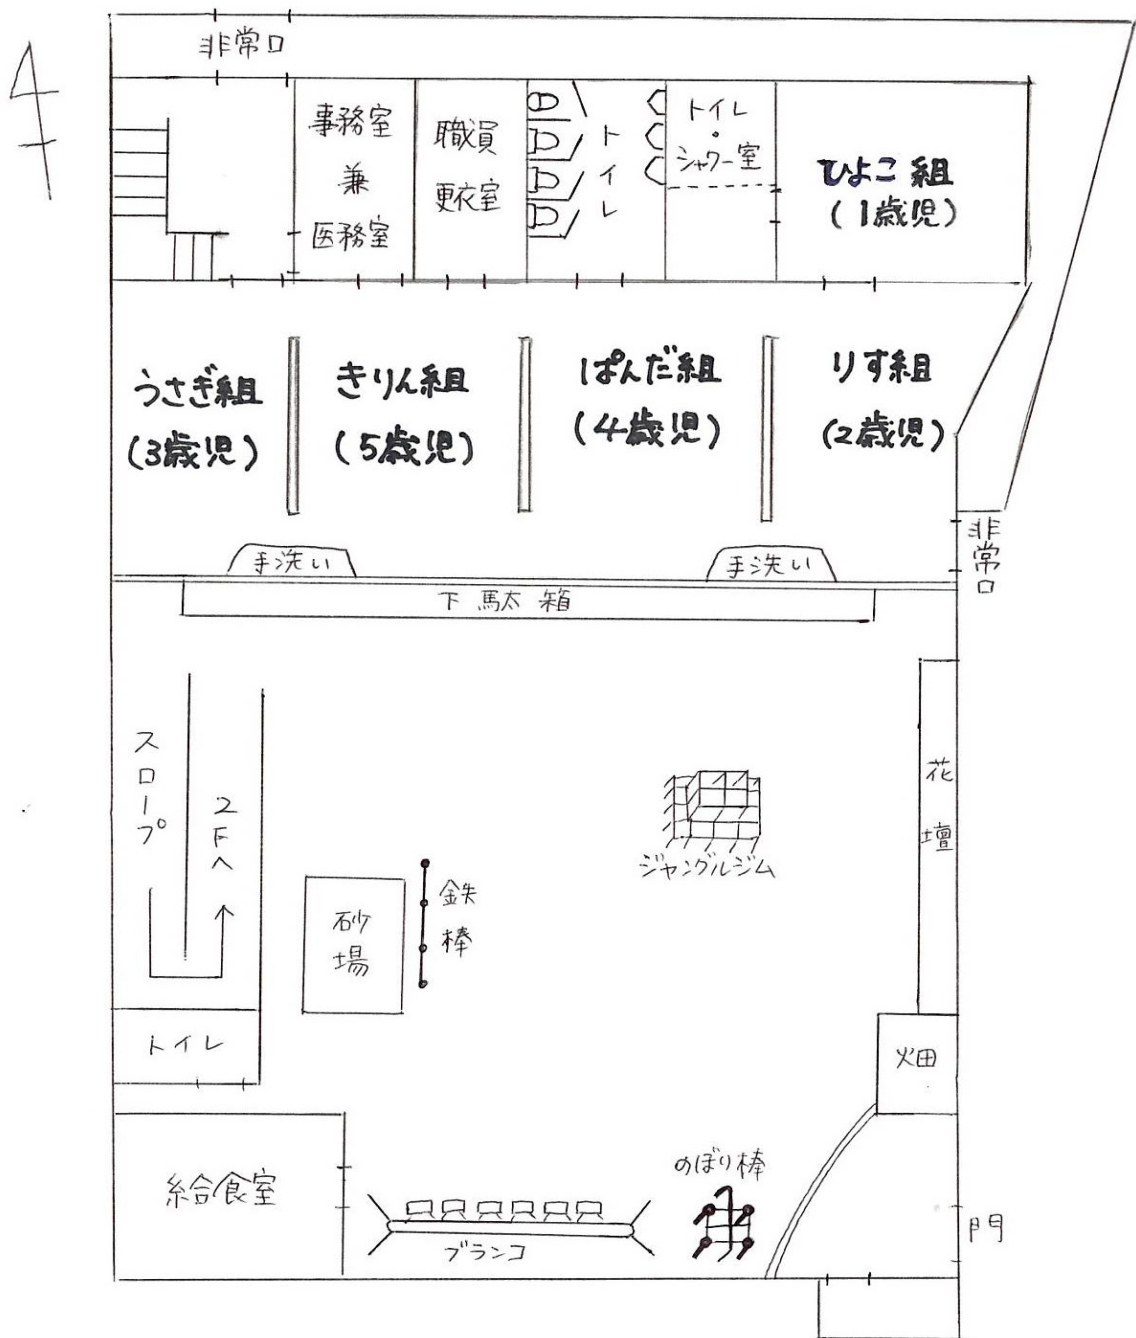 非常口
事務室
兼
医務室
職員
更衣室
トイレ
トイレ
・
シャワー室
ひよこ組
(1歳児)
うさぎ組
(3歳児)
きりん組
(5歳児)
ぱんだ組
(4歳児)
りす組
(2歳児)
手洗い
手洗い
非常口
下駄箱
スロープ
2Fへ
花壇
ジャングルジム
砂場
鉄棒
トイレ
畑
給食室
のぼり棒
ブランコ
門